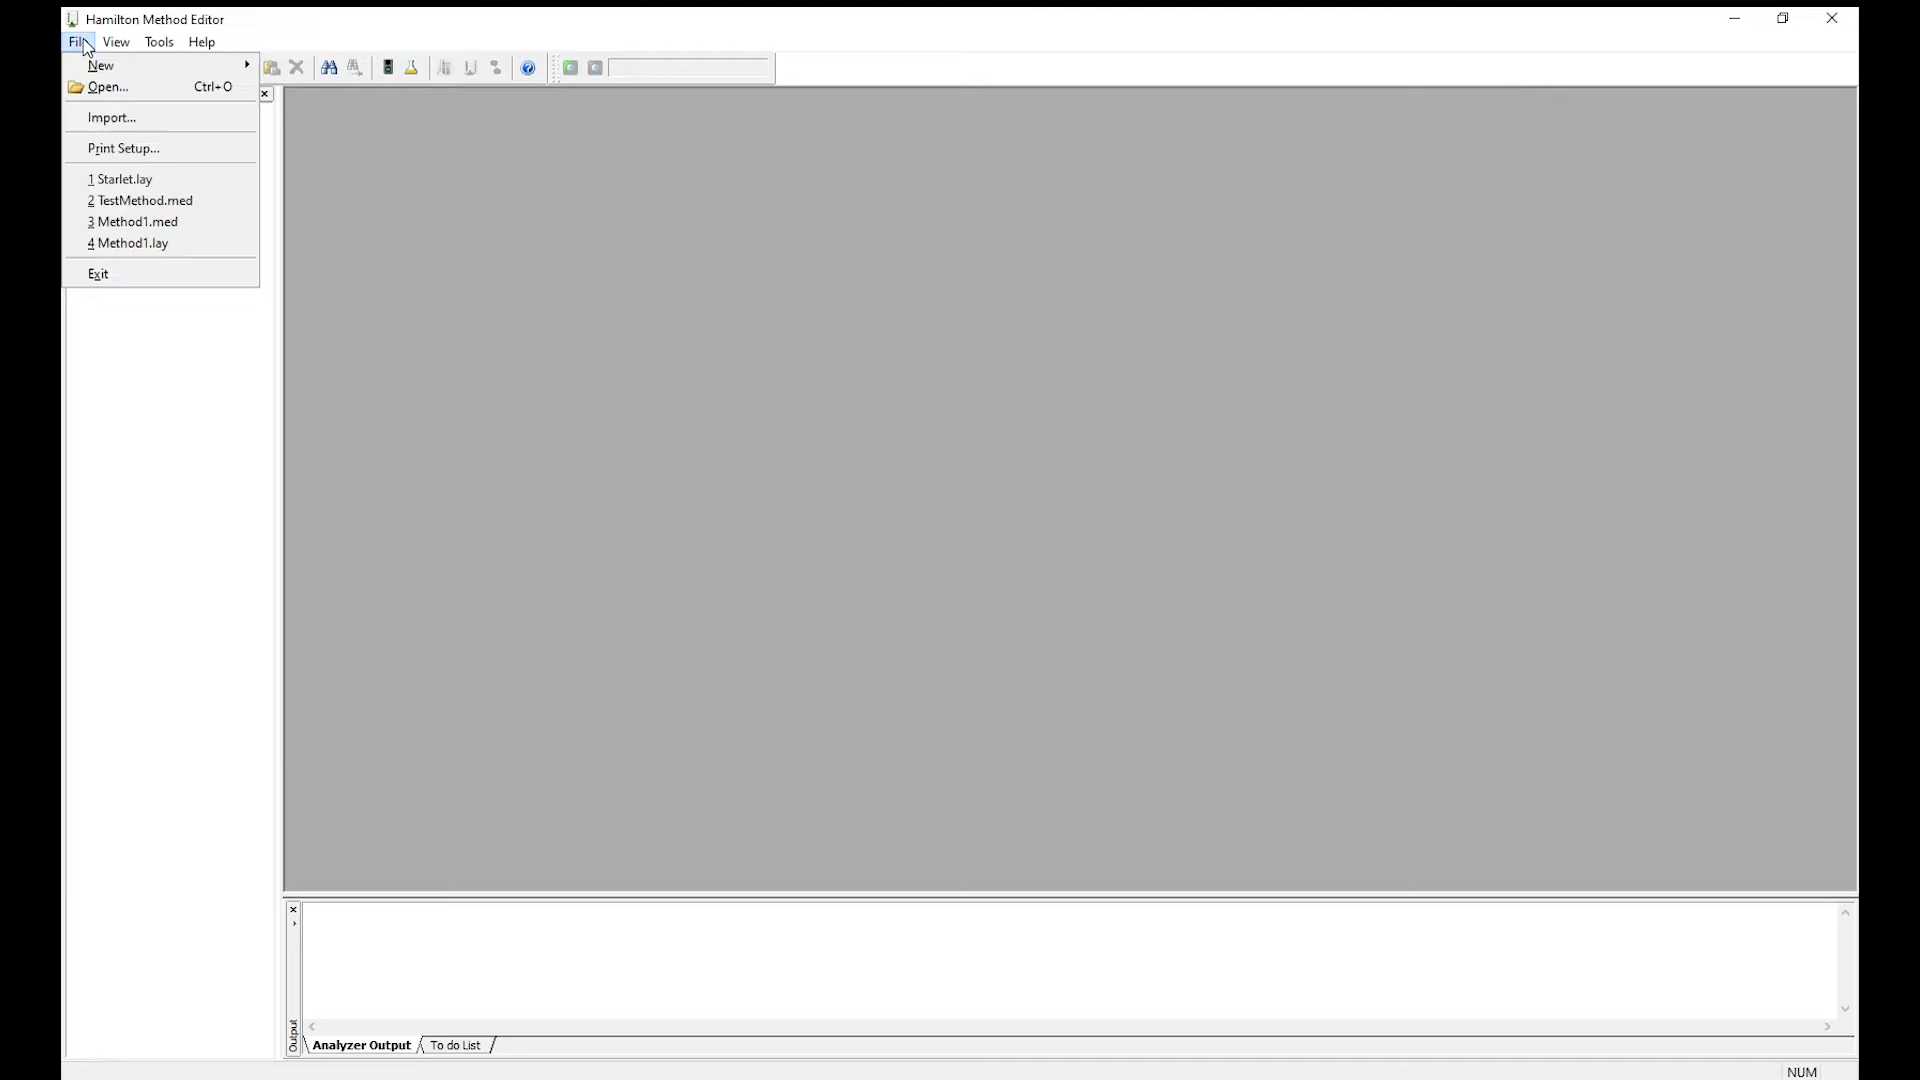 Hamilton Method Editor
File View Tools Help
New
Open... Ctrl+O
Import...
Print Setup...
1 Starlet.lay
2 TestMethod.med
3 Method1.med
4 Method1.lay
Exit
Output
Analyzer Output To do List
NUM